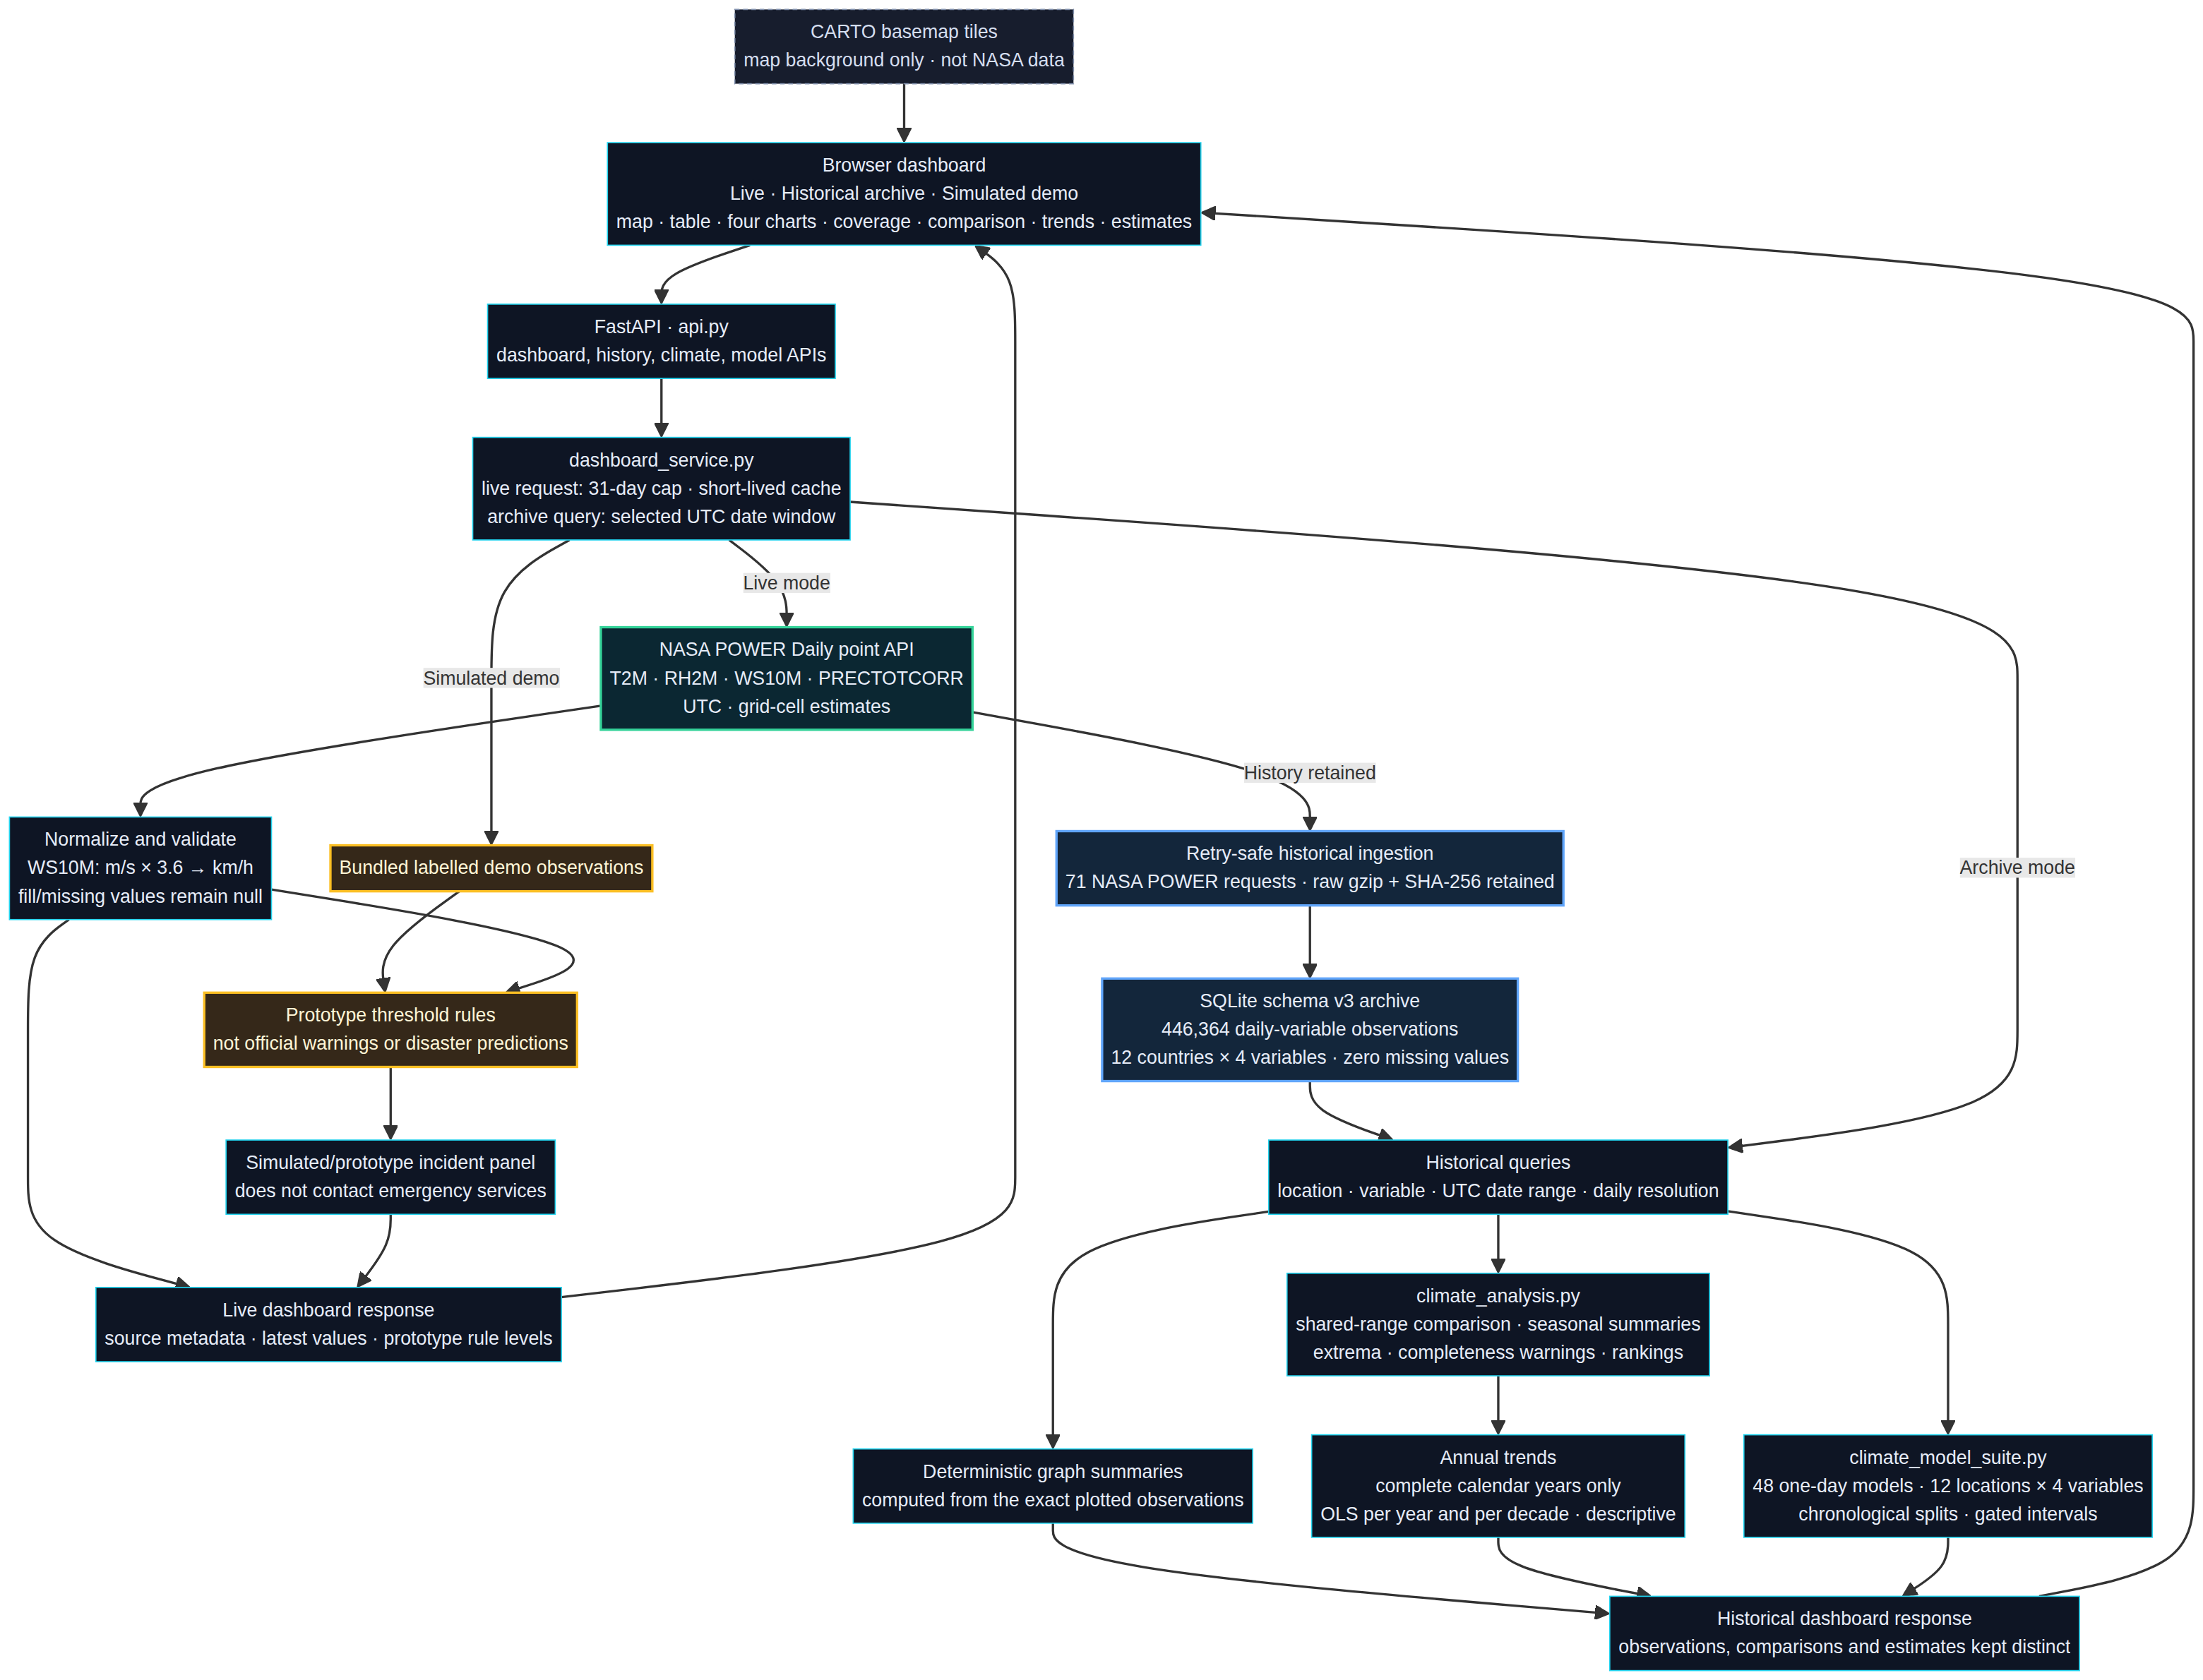 CARTO basemap tiles
map background only · not NASA data
Browser dashboard
Live · Historical archive · Simulated demo
map · table · four charts · coverage · comparison · trends · estimates
FastAPI · api.py
dashboard, history, climate, model APIs
dashboard_service.py
live request: 31-day cap · short-lived cache
archive query: selected UTC date window
Live mode
Simulated demo
NASA POWER Daily point API
T2M · RH2M · WS10M · PRECTOTCORR
UTC · grid-cell estimates
History retained
Archive mode
Normalize and validate
WS10M: m/s × 3.6 → km/h
fill/missing values remain null
Bundled labelled demo observations
Retry-safe historical ingestion
71 NASA POWER requests · raw gzip + SHA-256 retained
Prototype threshold rules
not official warnings or disaster predictions
SQLite schema v3 archive
446,364 daily-variable observations
12 countries × 4 variables · zero missing values
Simulated/prototype incident panel
does not contact emergency services
Historical queries
location · variable · UTC date range · daily resolution
Live dashboard response
source metadata · latest values · prototype rule levels
climate_analysis.py
shared-range comparison · seasonal summaries
extrema · completeness warnings · rankings
Deterministic graph summaries
computed from the exact plotted observations
Annual trends
complete calendar years only
OLS per year and per decade · descriptive
climate_model_suite.py
48 one-day models · 12 locations × 4 variables
chronological splits · gated intervals
Historical dashboard response
observations, comparisons and estimates kept distinct